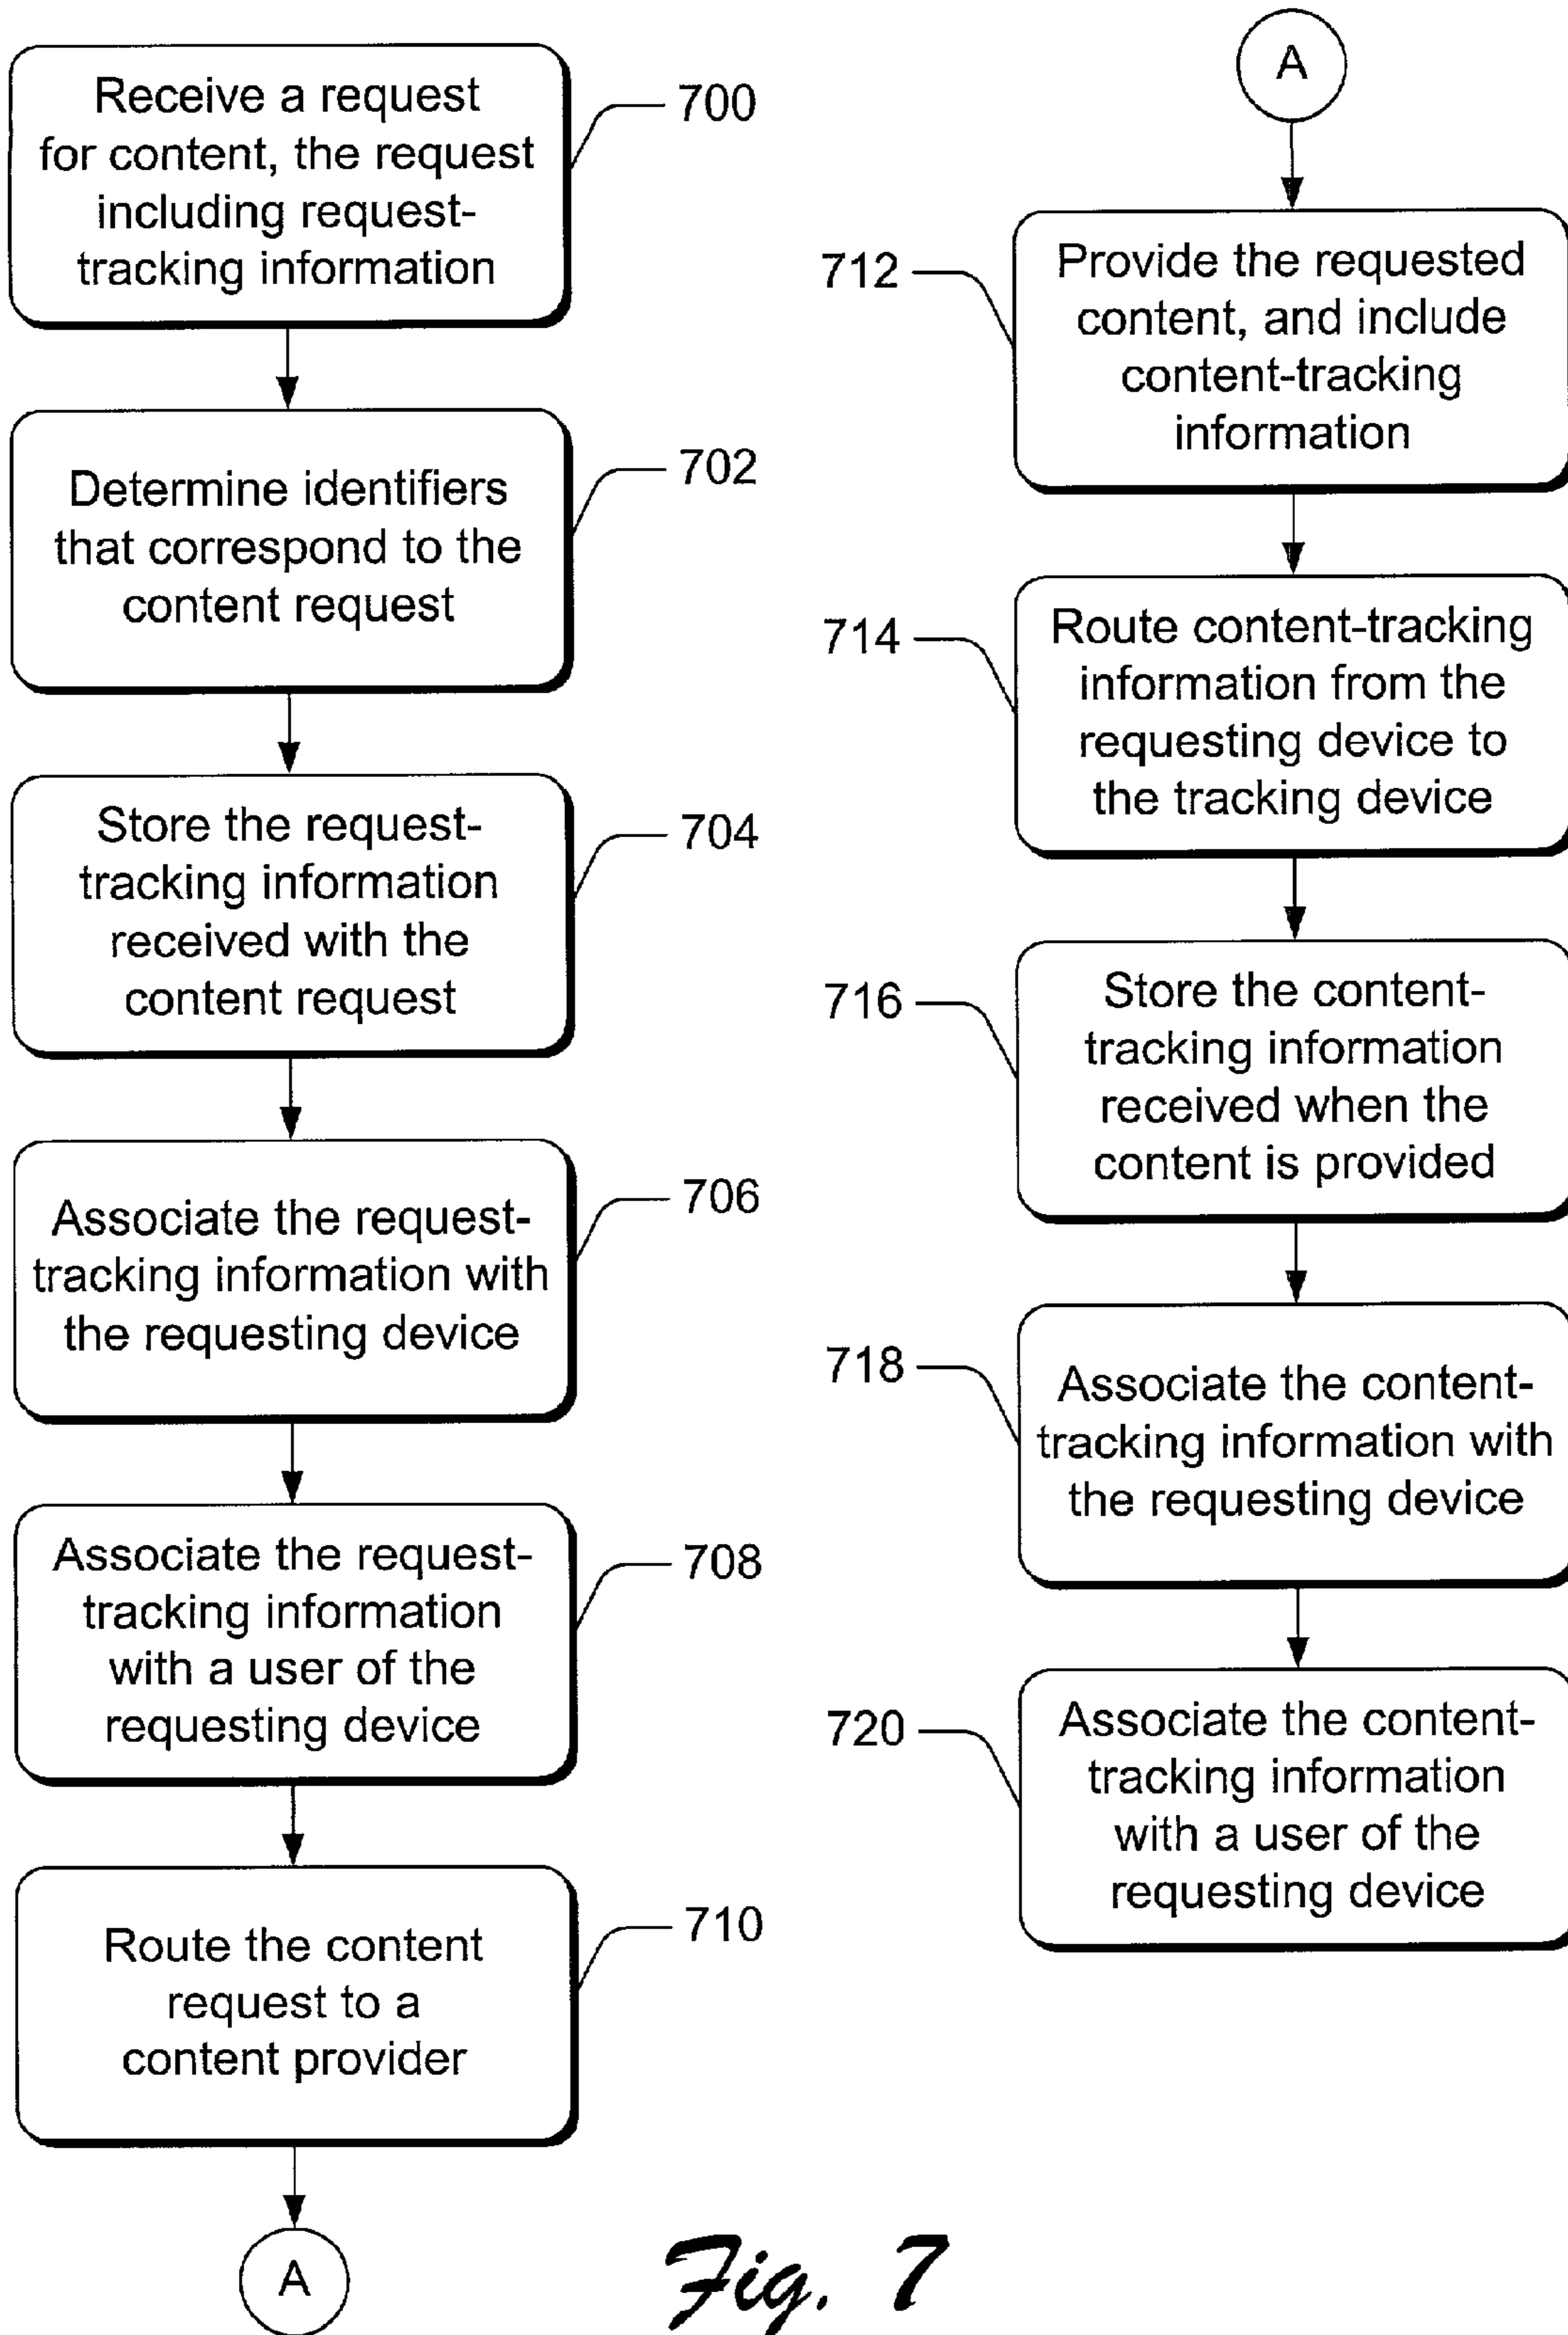 Receive a request
for content, the request
including request-
tracking information
700
Determine identifiers
that correspond to the
content request
702
Store the request-
tracking information
received with the
content request
704
Associate the request-
tracking information with
the requesting device
706
Associate the request-
tracking information
with a user of the
requesting device
708
Route the content
request to a
content provider
710
A
A
712
Provide the requested
content, and include
content-tracking
information
714
Route content-tracking
information from the
requesting device to
the tracking device
716
Store the content-
tracking information
received when the
content is provided
718
Associate the content-
tracking information with
the requesting device
720
Associate the content-
tracking information
with a user of the
requesting device
Fig. 7